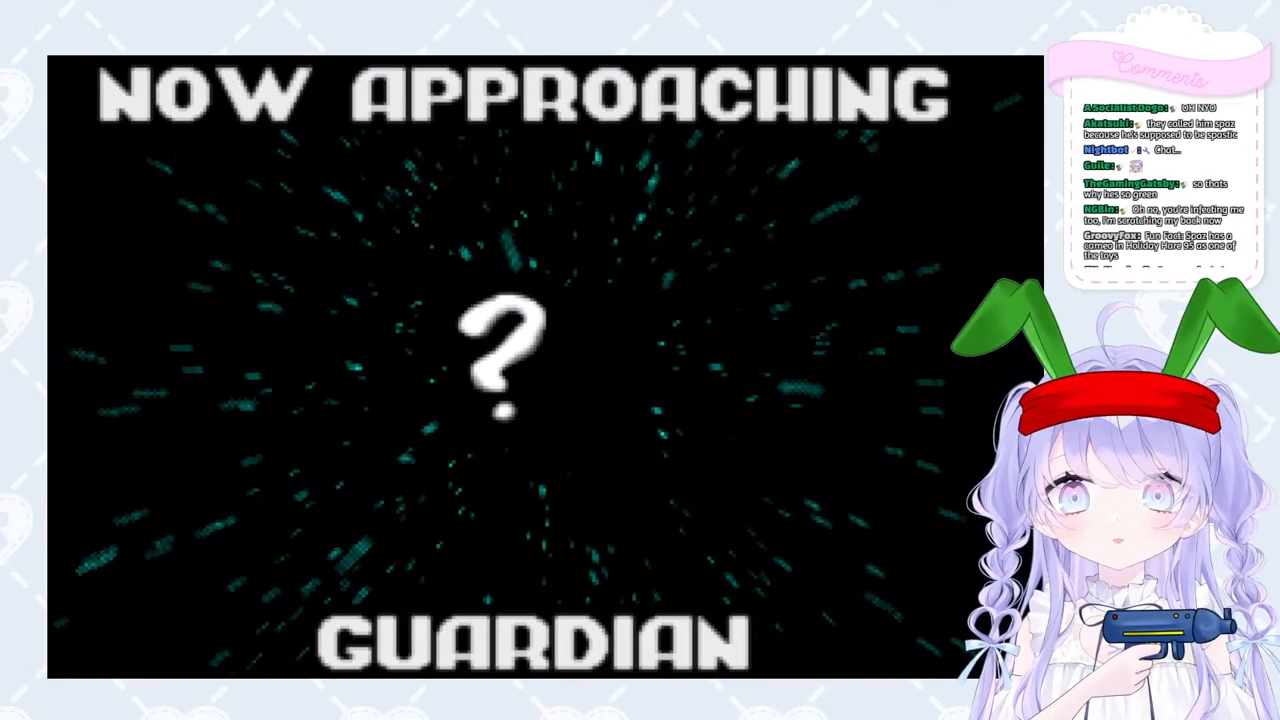 NOW APPROACHING
?
GUARDIAN
Comments
A Socialist Dogo: OH NYO
Akatsuki: they called him spaz
because he's supposed to be spastic
Nightbot : Chat...
Guile:
TheGamingGatsby: so thats
why hes so green
NGBin: Oh no, you're infecting me
too, I'm scratching my back now
GroovyFox: Fun Fact: Spaz has a
cameo in Holiday Hare 95 as one of
the toys